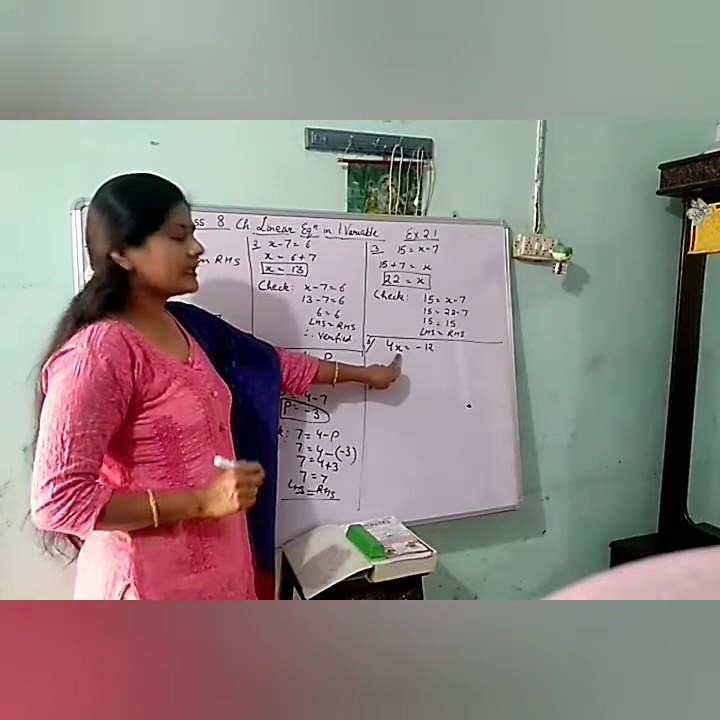 ss 8 Ch. Linear Eqn in 1 Variable Ex 2.1
RHS
3. x-7=6
x = 6+7
x = 13
Check: x-7=6
13-7=6
6=6
LHS=RHS
∴ Verified
4-7
P = -3
: 7=4-P
7=4-(-3)
7=4+3
7=7
LHS=RHS
3. 15=x-7
15+7=x
22=x
Check: 15=x-7
15=22-7
15=15
LHS=RHS
4x=-12